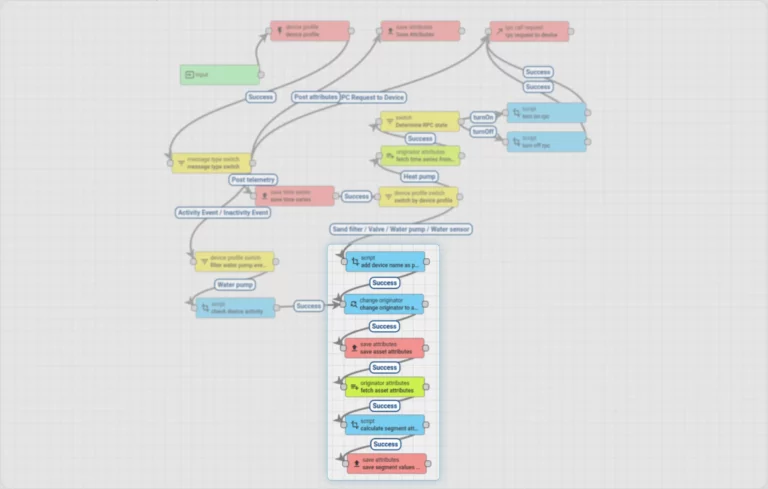 device profile
device profile
save attributes
Save Attributes
rpc call request
rpc request to device
input
Success
Success
Success
Post attributes
RPC Request to Device
script
turn on rpc
switch
Determine RPC state
turnOn
turnOff
script
turn off rpc
Success
message type switch
message type switch
originator attributes
fetch time series from...
Post telemetry
Heat pump
save time series
save time series
Success
device profile switch
switch by device profile
Activity Event / Inactivity Event
Sand filter / Valve / Water pump / Water sensor
device profile switch
filter water pump eve...
script
add device name as p...
Water pump
Success
script
check device activity
Success
change originator
change originator to a...
Success
save attributes
save asset attributes
Success
originator attributes
fetch asset attributes
Success
script
calculate segment att...
Success
save attributes
save segment values ...